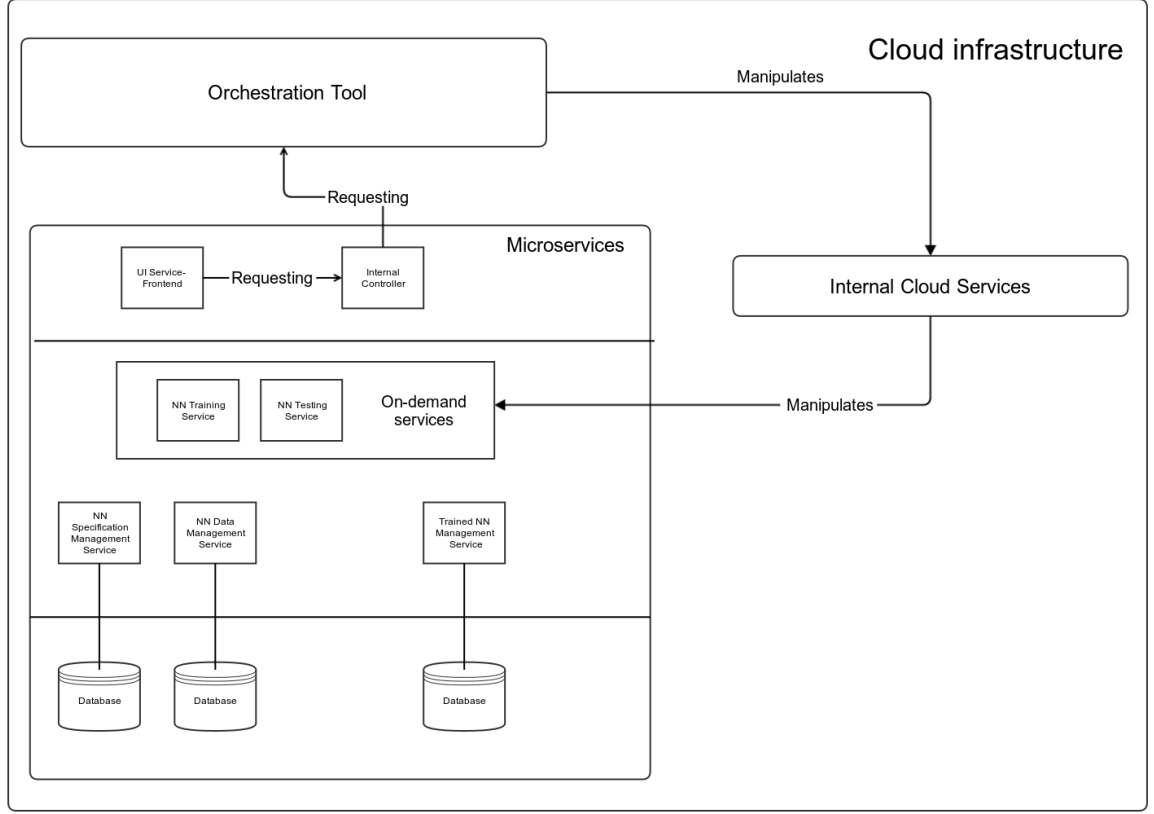 Cloud infrastructure
Manipulates
Orchestration Tool
Requesting
Microservices
UI Service-
Frontend
Requesting
Internal
Controller
Internal Cloud Services
NN Training
Service
NN Testing
Service
On-demand
services
Manipulates
NN
Specification
Management
Service
NN Data
Management
Service
Trained NN
Management
Service
Database
Database
Database